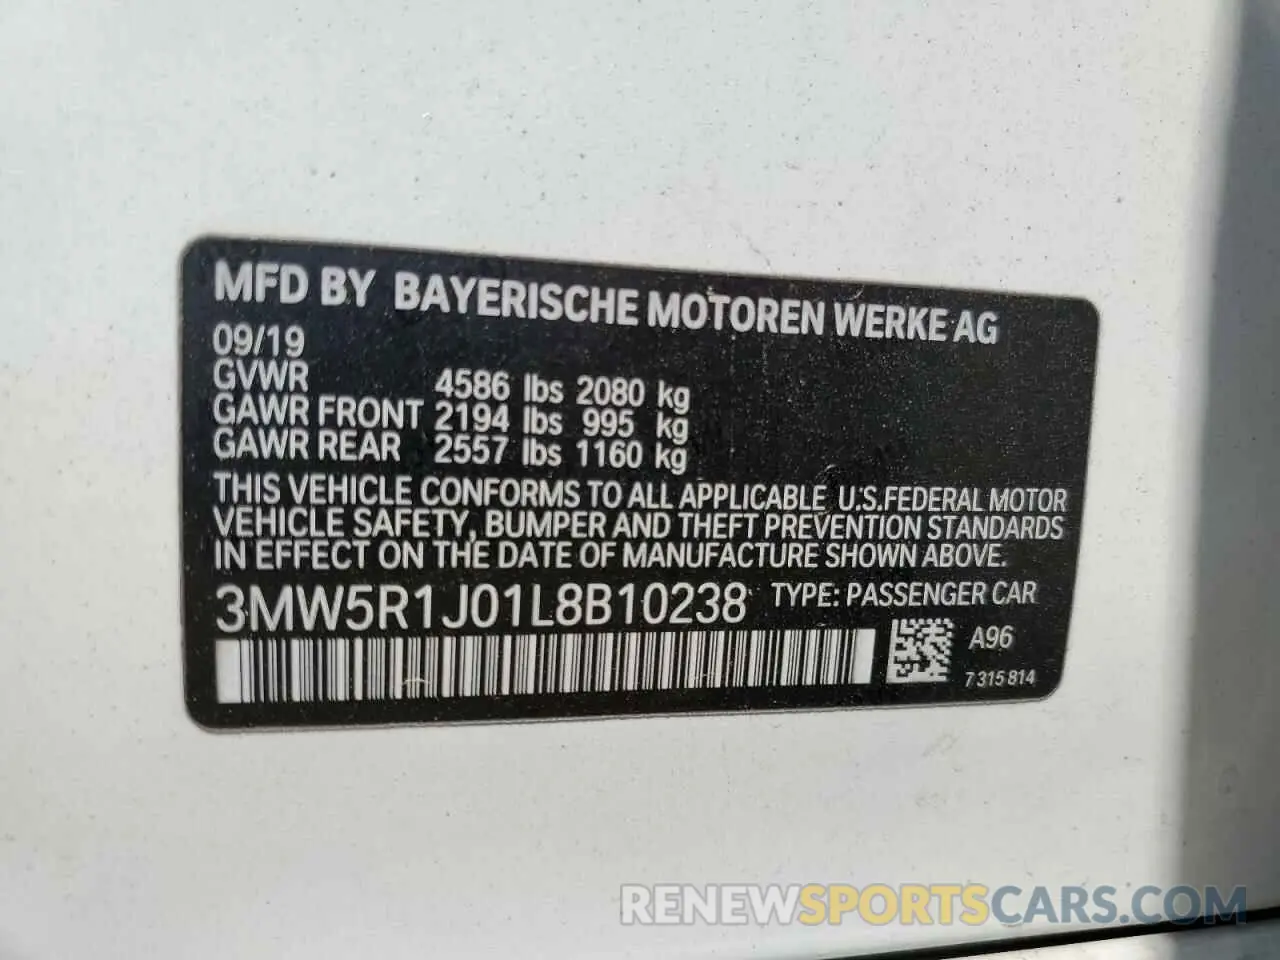 MFD BY BAYERISCHE MOTOREN WERKE AG
09/19
GVWR 4586 lbs 2080 kg
GAWR FRONT 2194 lbs 995 kg
GAWR REAR 2557 lbs 1160 kg
THIS VEHICLE CONFORMS TO ALL APPLICABLE U.S.FEDERAL MOTOR
VEHICLE SAFETY, BUMPER AND THEFT PREVENTION STANDARDS
IN EFFECT ON THE DATE OF MANUFACTURE SHOWN ABOVE.
3MW5R1J01L8B10238 TYPE: PASSENGER CAR
A96
7 315 814
RENEWSPORTSCARS.COM